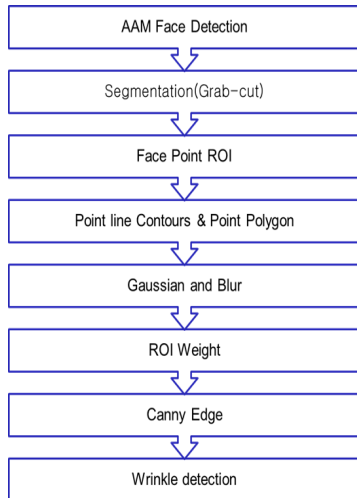 AAM Face Detection
Segmentation(Grab-cut)
Face Point ROI
Point line Contours & Point Polygon
Gaussian and Blur
ROI Weight
Canny Edge
Wrinkle detection